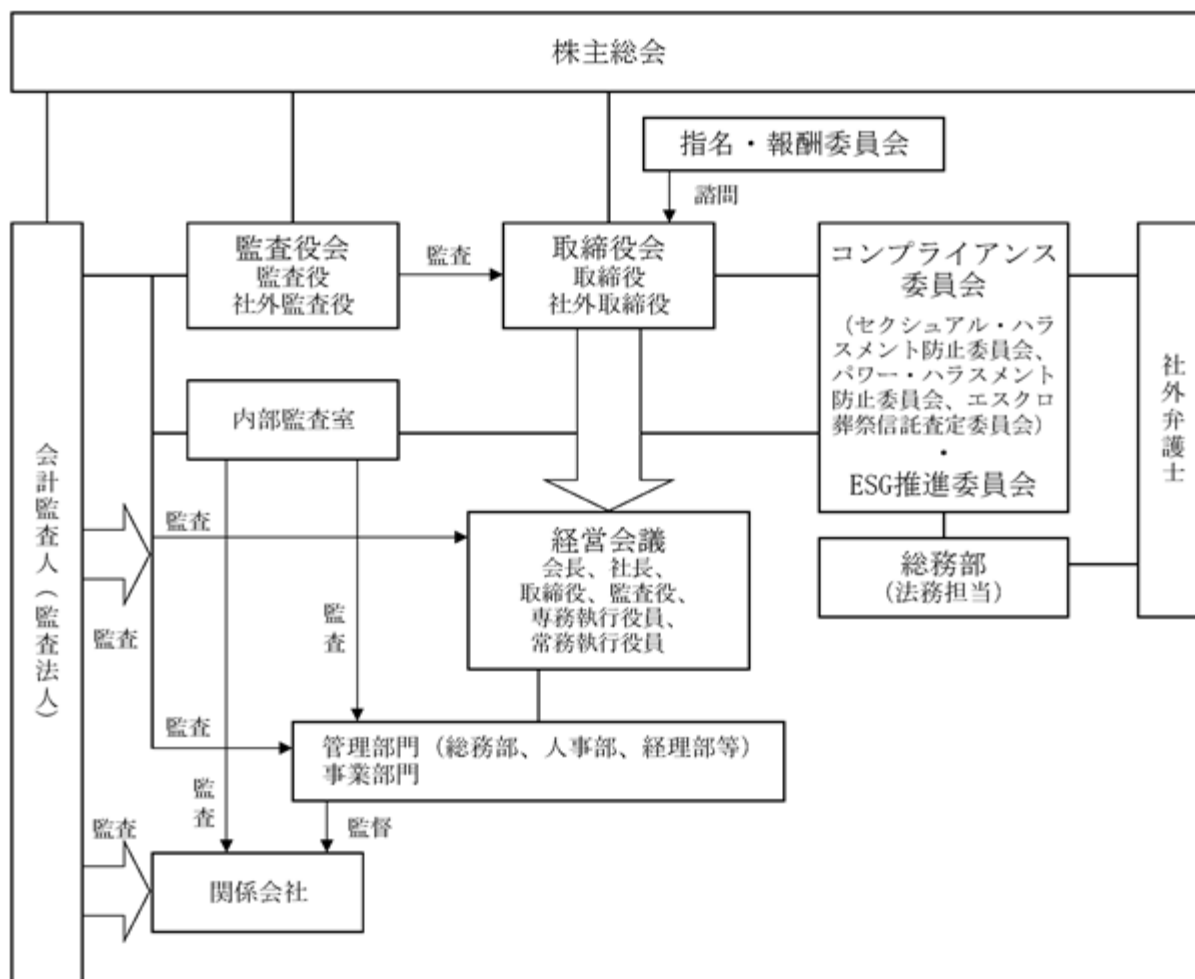 株主総会
指名・報酬委員会
諮問
監査役会
監査役
社外監査役
監査
取締役会
取締役
社外取締役
コンプライアンス
委員会
（セクシュアル・ハラ
スメント防止委員会、
パワー・ハラスメント
防止委員会、エスクロ
葬祭信託査定委員会）
・
ESG推進委員会
社外弁護士
内部監査室
会計監査人（監査法人）
監査
経営会議
会長、社長、
取締役、監査役、
専務執行役員、
常務執行役員
総務部
（法務担当）
監査
監査
監査
管理部門（総務部、人事部、経理部等）
事業部門
監査
監査
監督
関係会社